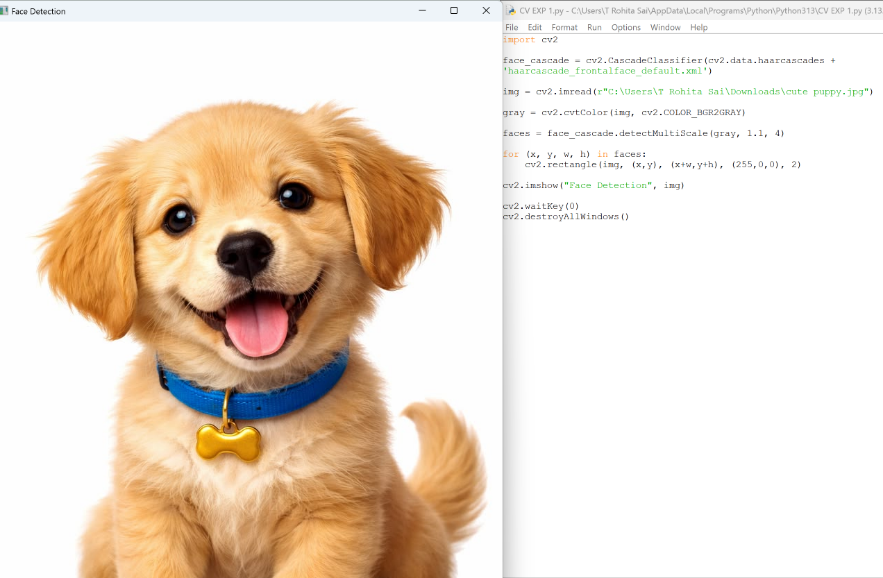 Face Detection
CV EXP 1.py - C:\Users\T Rohita Sai\AppData\Local\Programs\Python\Python313\CV EXP 1.py (3.13.
File Edit Format Run Options Window Help
import cv2
face_cascade = cv2.CascadeClassifier(cv2.data.haarcascades +
'haarcascade_frontalface_default.xml')
img = cv2.imread(r"C:\Users\T Rohita Sai\Downloads\cute puppy.jpg")
gray = cv2.cvtColor(img, cv2.COLOR_BGR2GRAY)
faces = face_cascade.detectMultiScale(gray, 1.1, 4)
for (x, y, w, h) in faces:
    cv2.rectangle(img, (x,y), (x+w,y+h), (255,0,0), 2)
cv2.imshow("Face Detection", img)
cv2.waitKey(0)
cv2.destroyAllWindows()